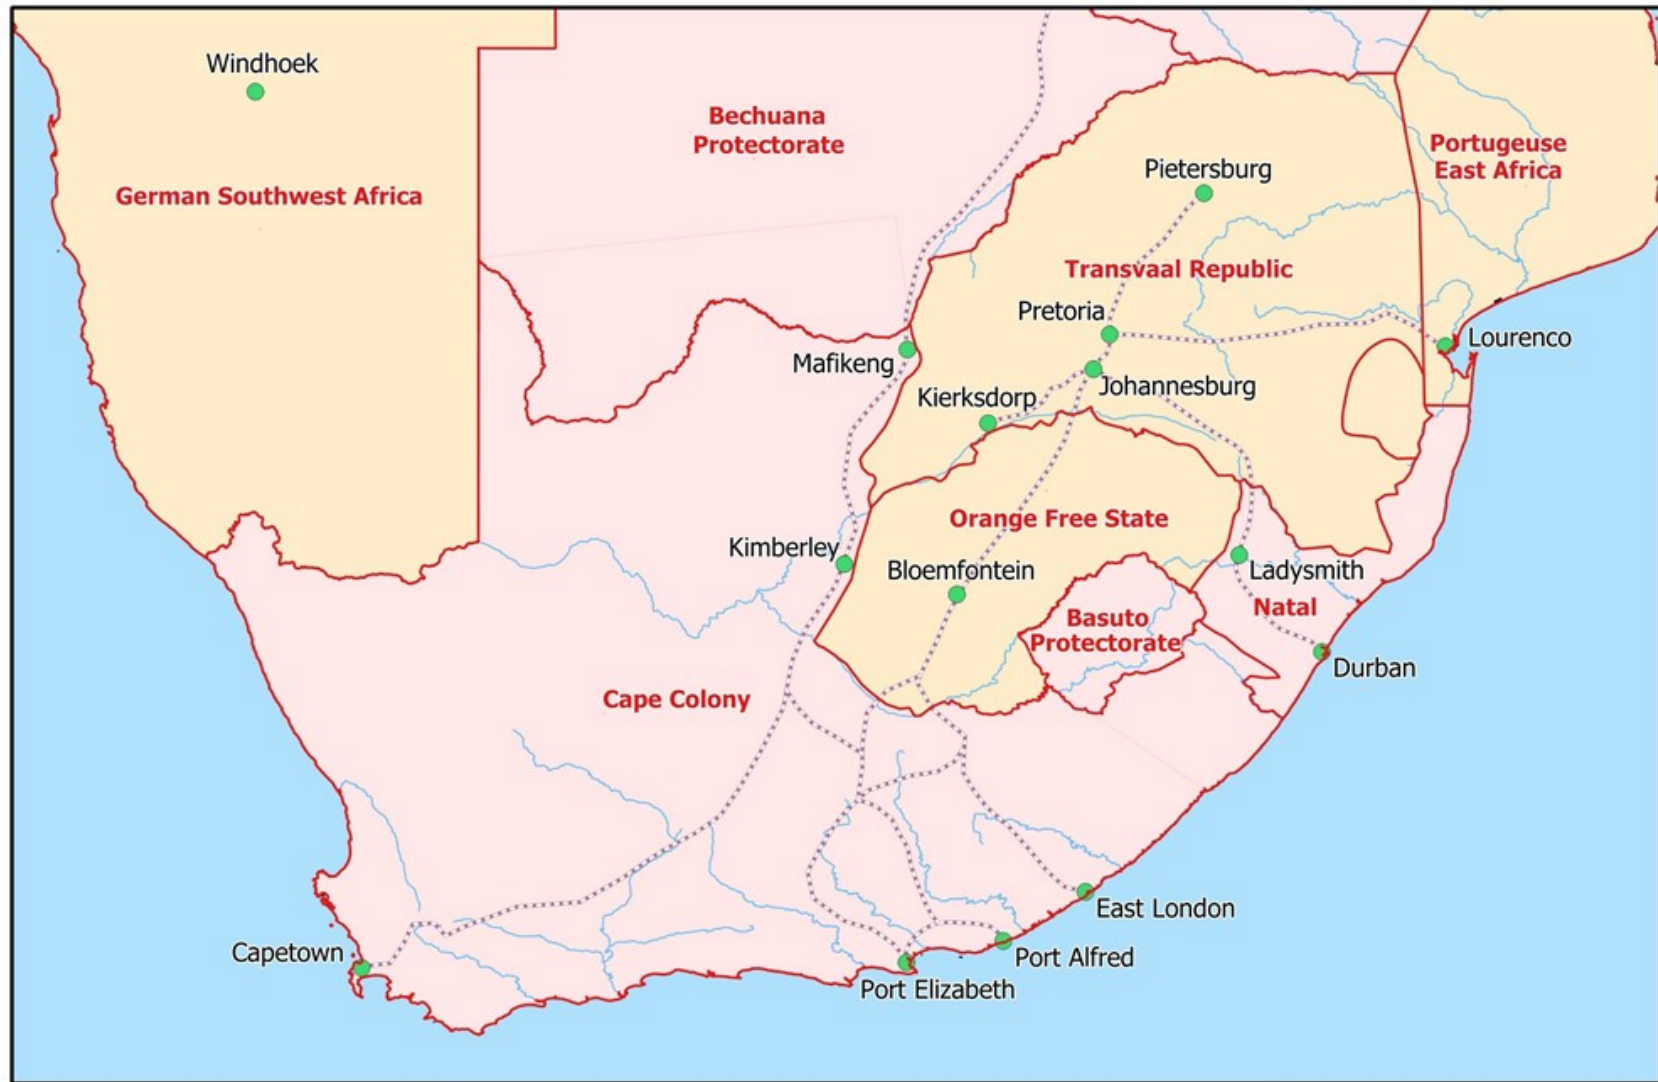 Windhoek
Bechuana
Protectorate
Portugeuse
East Africa
Pietersburg
German Southwest Africa
Transvaal Republic
Pretoria
Lourenco
Mafikeng
Johannesburg
Kierksdorp
Orange Free State
Kimberley
Bloemfontein
Ladysmith
Natal
Basuto
Protectorate
Durban
Cape Colony
East London
Capetown
Port Alfred
Port Elizabeth